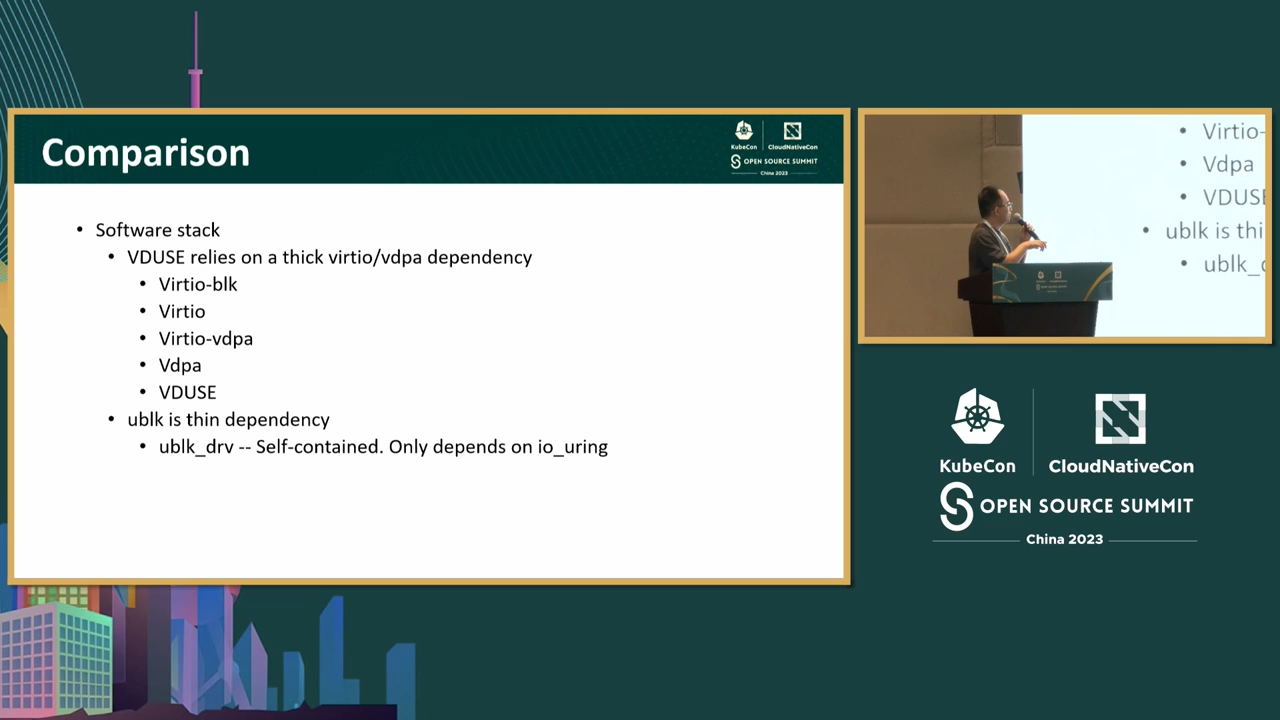 Comparison
KubeCon
CloudNativeCon
OPEN SOURCE SUMMIT
China 2023
• Software stack
• VDUSE relies on a thick virtio/vdpa dependency
• Virtio-blk
• Virtio
• Virtio-vdpa
• Vdpa
• VDUSE
• ublk is thin dependency
• ublk_drv -- Self-contained. Only depends on io_uring
• Virtio-
• Vdpa
• VDUSE
• ublk is thi
• ublk_d
KubeCon
CloudNativeCon
OPEN SOURCE SUMMIT
China 2023